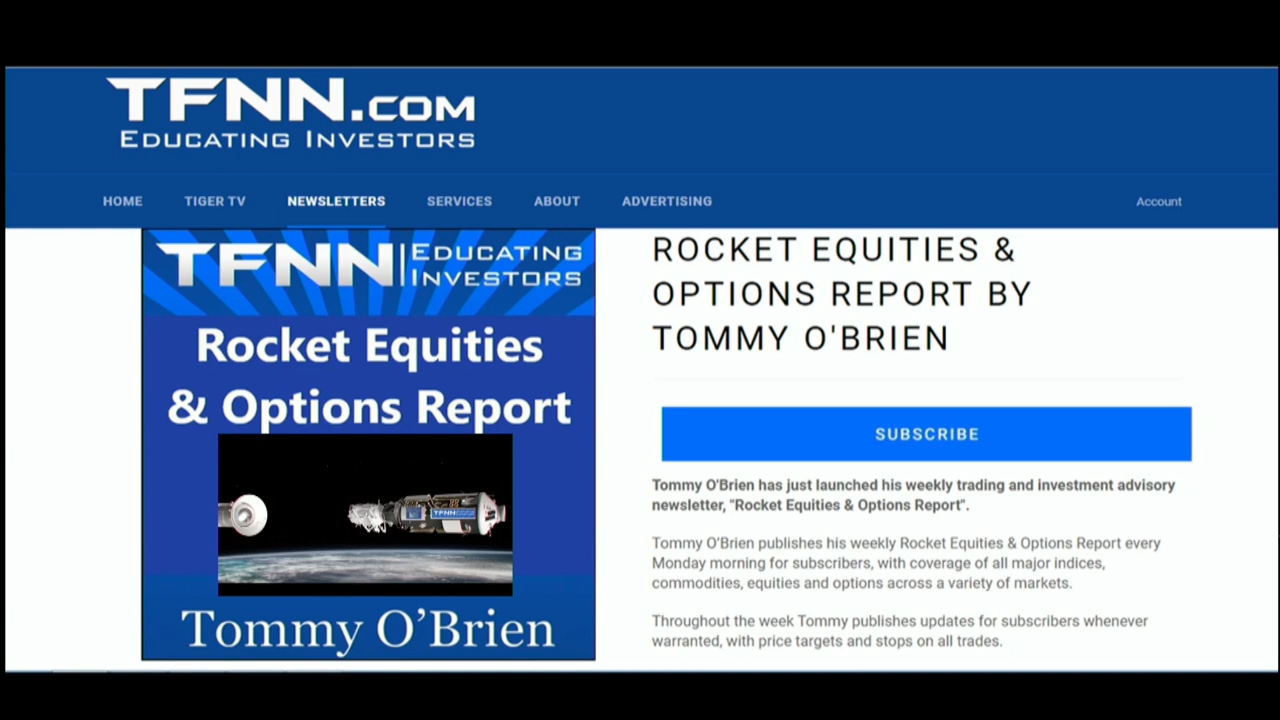 TFNN.COM
EDUCATING INVESTORS
HOME TIGER TV NEWSLETTERS SERVICES ABOUT ADVERTISING Account
TFNN EDUCATING
INVESTORS
Rocket Equities
& Options Report
TFNN
Tommy O’Brien
ROCKET EQUITIES &
OPTIONS REPORT BY
TOMMY O'BRIEN
SUBSCRIBE
Tommy O'Brien has just launched his weekly trading and investment advisory
newsletter, "Rocket Equities & Options Report".
Tommy O'Brien publishes his weekly Rocket Equities & Options Report every
Monday morning for subscribers, with coverage of all major indices,
commodities, equities and options across a variety of markets.
Throughout the week Tommy publishes updates for subscribers whenever
warranted, with price targets and stops on all trades.